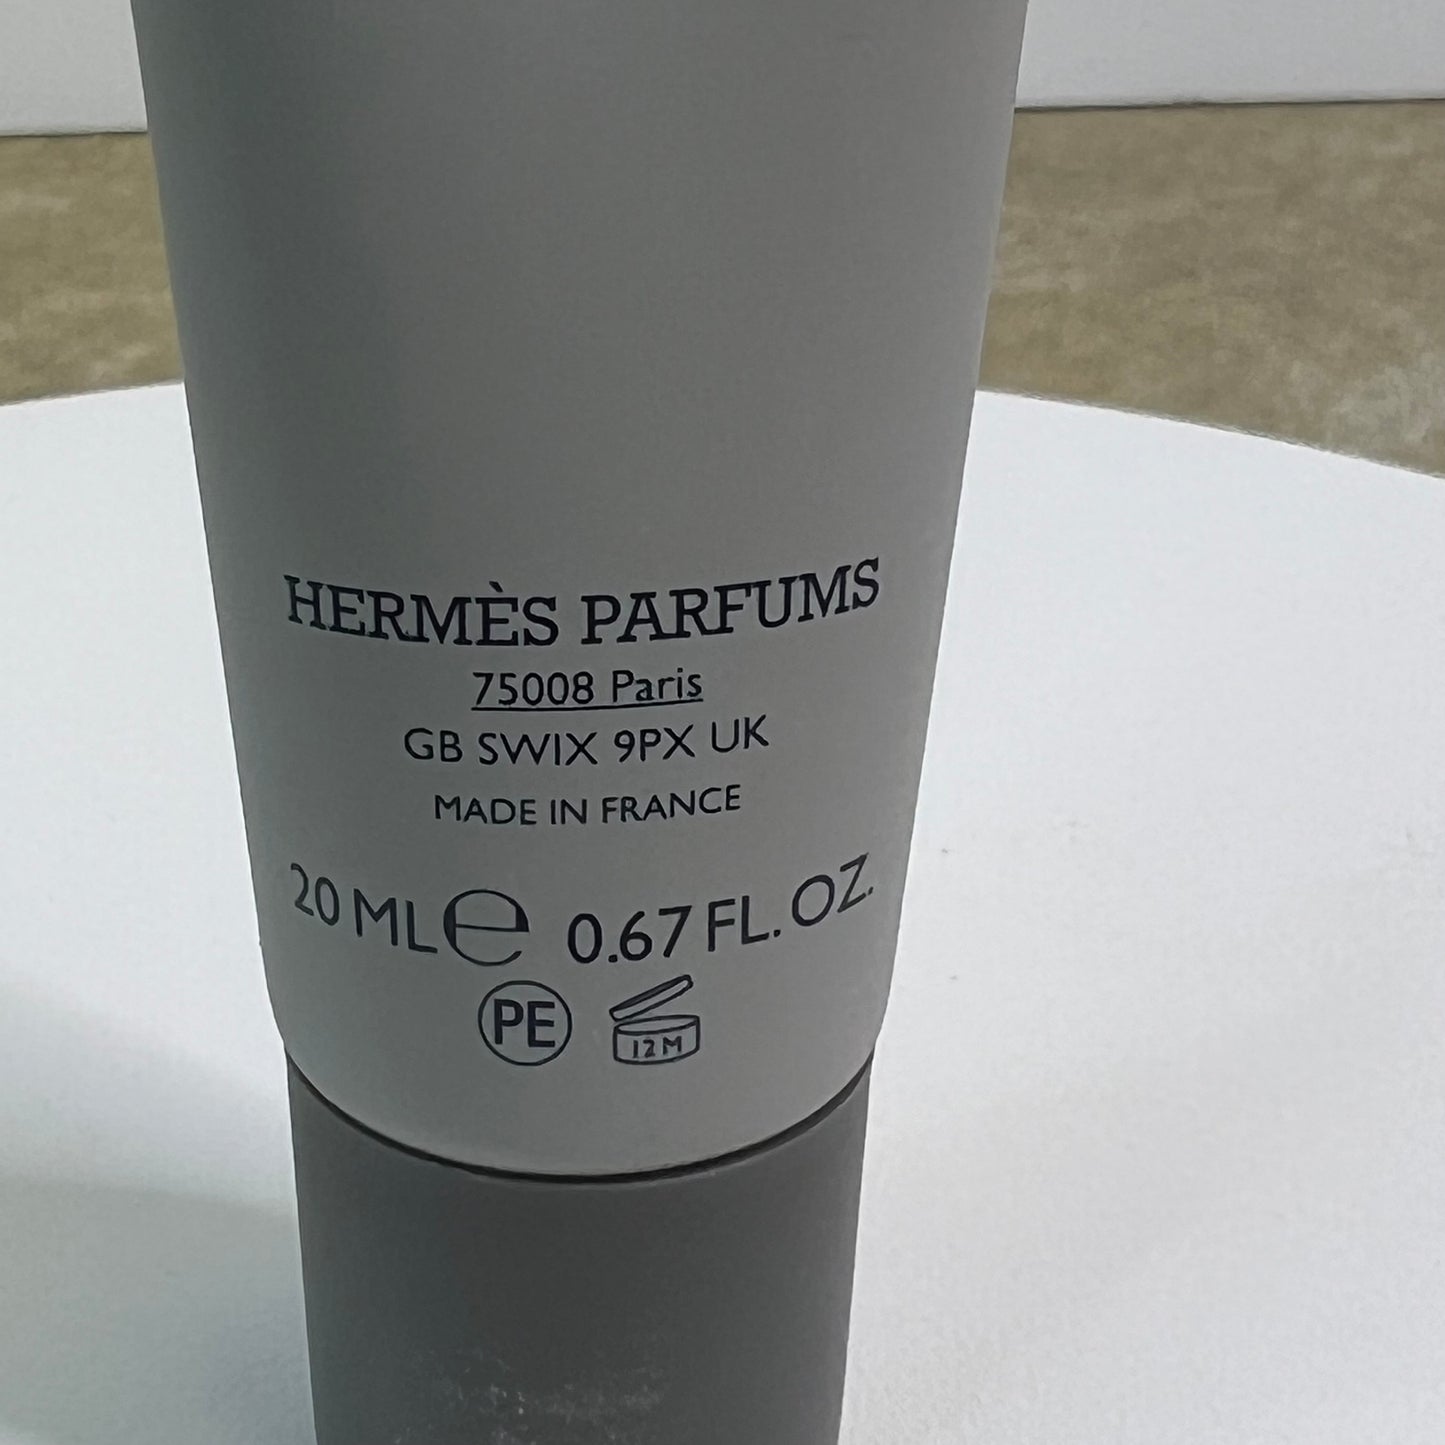 HERMÈS PARFUMS
75008 Paris
GB SWIX 9PX UK
MADE IN FRANCE
20 ML ℮ 0.67 FL. OZ.
PE 12M